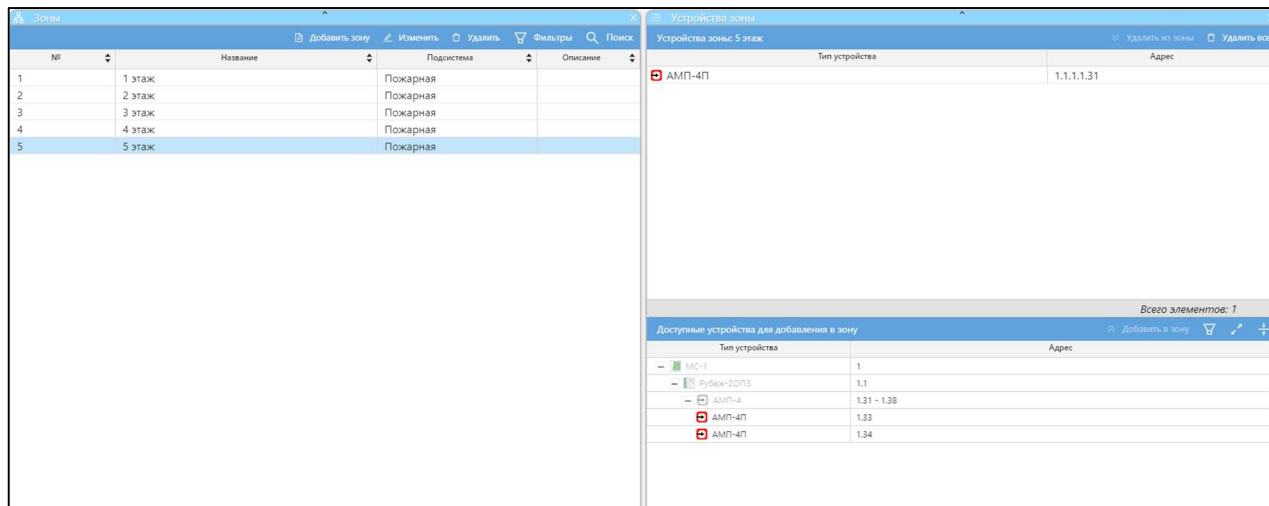 Зоны
Добавить зону Изменить Удалить Фильтры Поиск
№ Название Подсистема Описание
1 1 этаж Пожарная
2 2 этаж Пожарная
3 3 этаж Пожарная
4 4 этаж Пожарная
5 5 этаж Пожарная
Устройства зоны
Устройства зоны: 5 этаж Удалить из зоны Удалить все
Тип устройства Адрес
АМП-4П 1.1.1.1.31
Всего элементов: 1
Доступные устройства для добавления в зону Добавить в зону
Тип устройства Адрес
МС-1 1
Рубеж-2ОПЗ 1.1
АМП-4 1.31 - 1.38
АМП-4П 1.33
АМП-4П 1.34